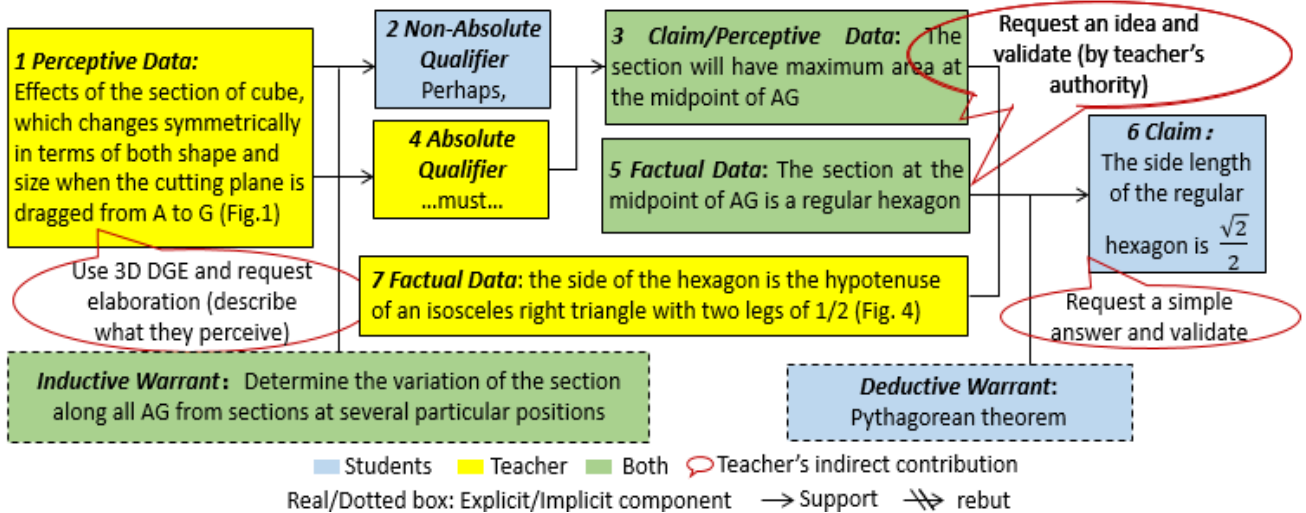 1 Perceptive Data:
Effects of the section of cube,
which changes symmetrically
in terms of both shape and
size when the cutting plane is
dragged from A to G (Fig.1)
2 Non-Absolute
Qualifier
Perhaps,
4 Absolute
Qualifier
...must...
3 Claim/Perceptive Data: The
section will have maximum area at
the midpoint of AG
Request an idea and
validate (by teacher's
authority)
5 Factual Data: The section at the
midpoint of AG is a regular hexagon
6 Claim :
The side length
of the regular
hexagon is √2/2
Use 3D DGE and request
elaboration (describe
what they perceive)
7 Factual Data: the side of the hexagon is the hypotenuse
of an isosceles right triangle with two legs of 1/2 (Fig. 4)
Request a simple
answer and validate
Inductive Warrant: Determine the variation of the section
along all AG from sections at several particular positions
Deductive Warrant:
Pythagorean theorem
Students Teacher Both Teacher's indirect contribution
Real/Dotted box: Explicit/Implicit component Support rebut